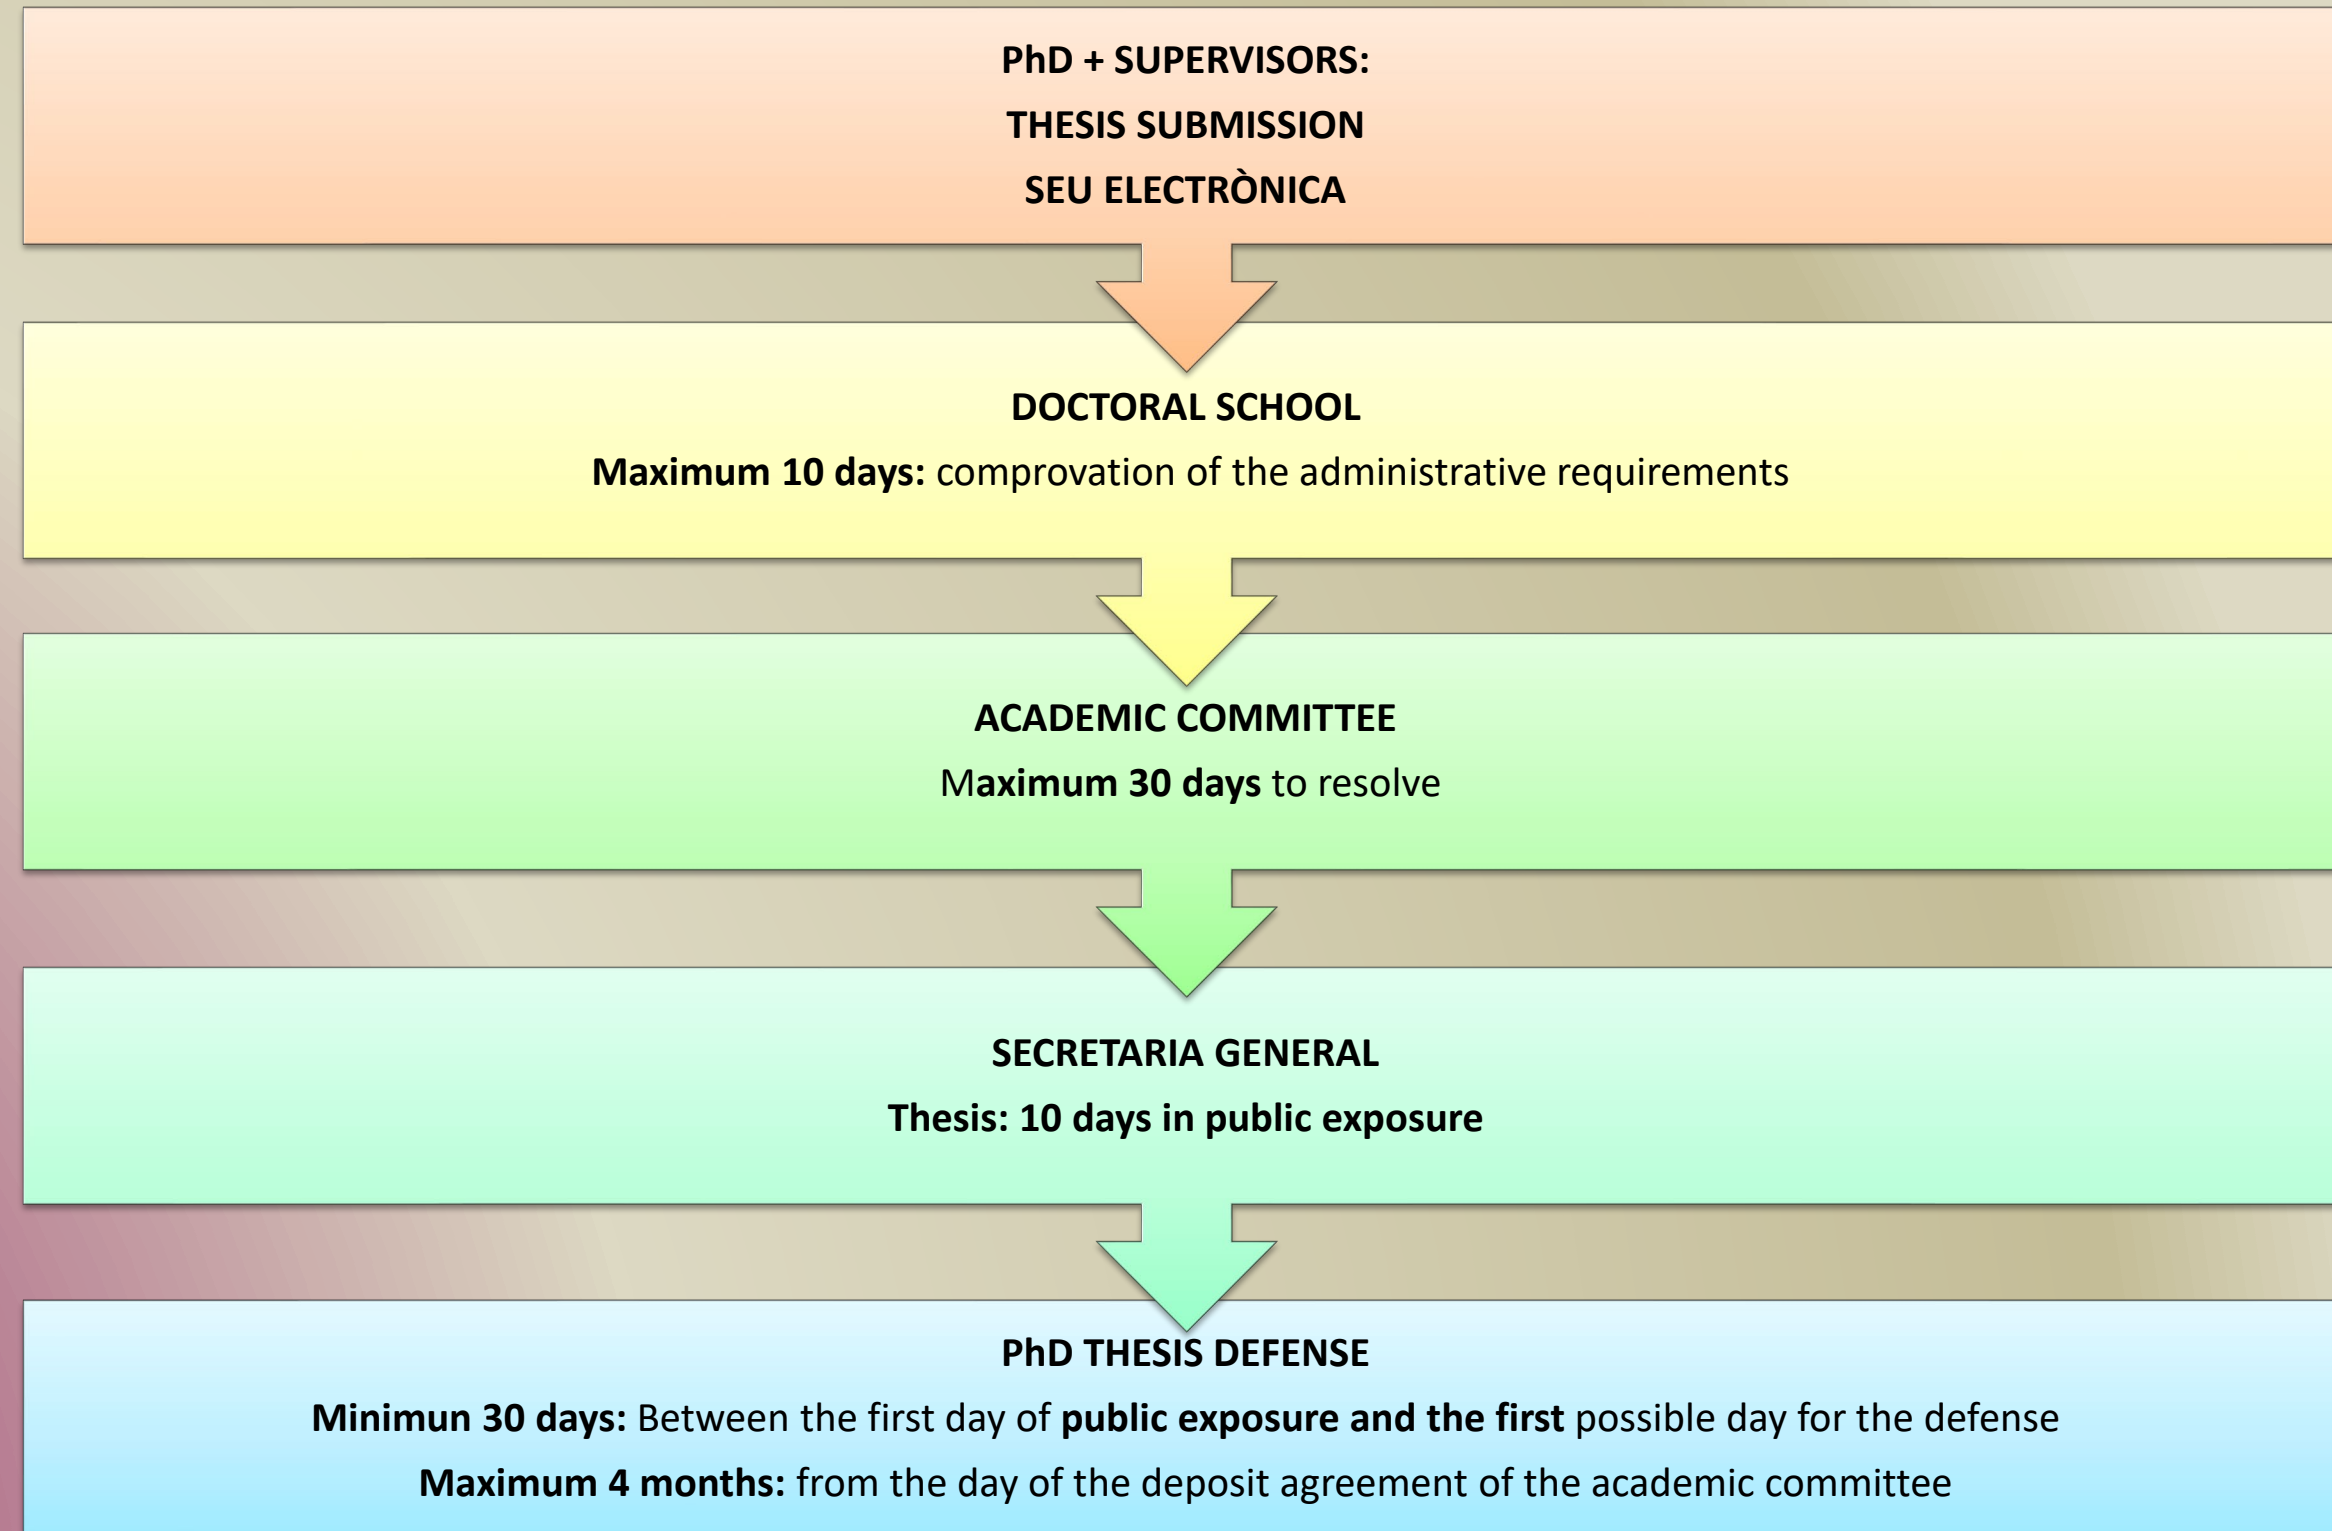 PhD + SUPERVISORS:
THESIS SUBMISSION
SEU ELECTRÒNICA
DOCTORAL SCHOOL
Maximum 10 days: comprovation of the administrative requirements
ACADEMIC COMMITTEE
Maximum 30 days to resolve
SECRETARIA GENERAL
Thesis: 10 days in public exposure
PhD THESIS DEFENSE
Minimun 30 days: Between the first day of public exposure and the first possible day for the defense
Maximum 4 months: from the day of the deposit agreement of the academic committee